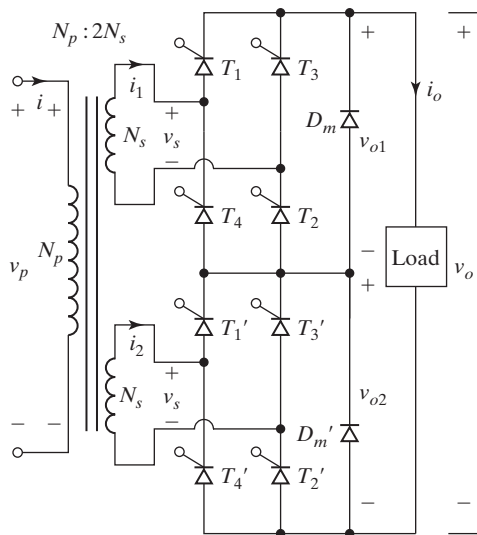 Np : 2Ns
T1
T3
i
i1
io
+
+
+
+
+
Dm
Ns
vs
vo1
−
T4
T2
Np
−
Load
vp
+
vo
T1′
T3′
i2
+
Ns
vs
vo2
−
−
−
Dm′
T4′
T2′
−
−